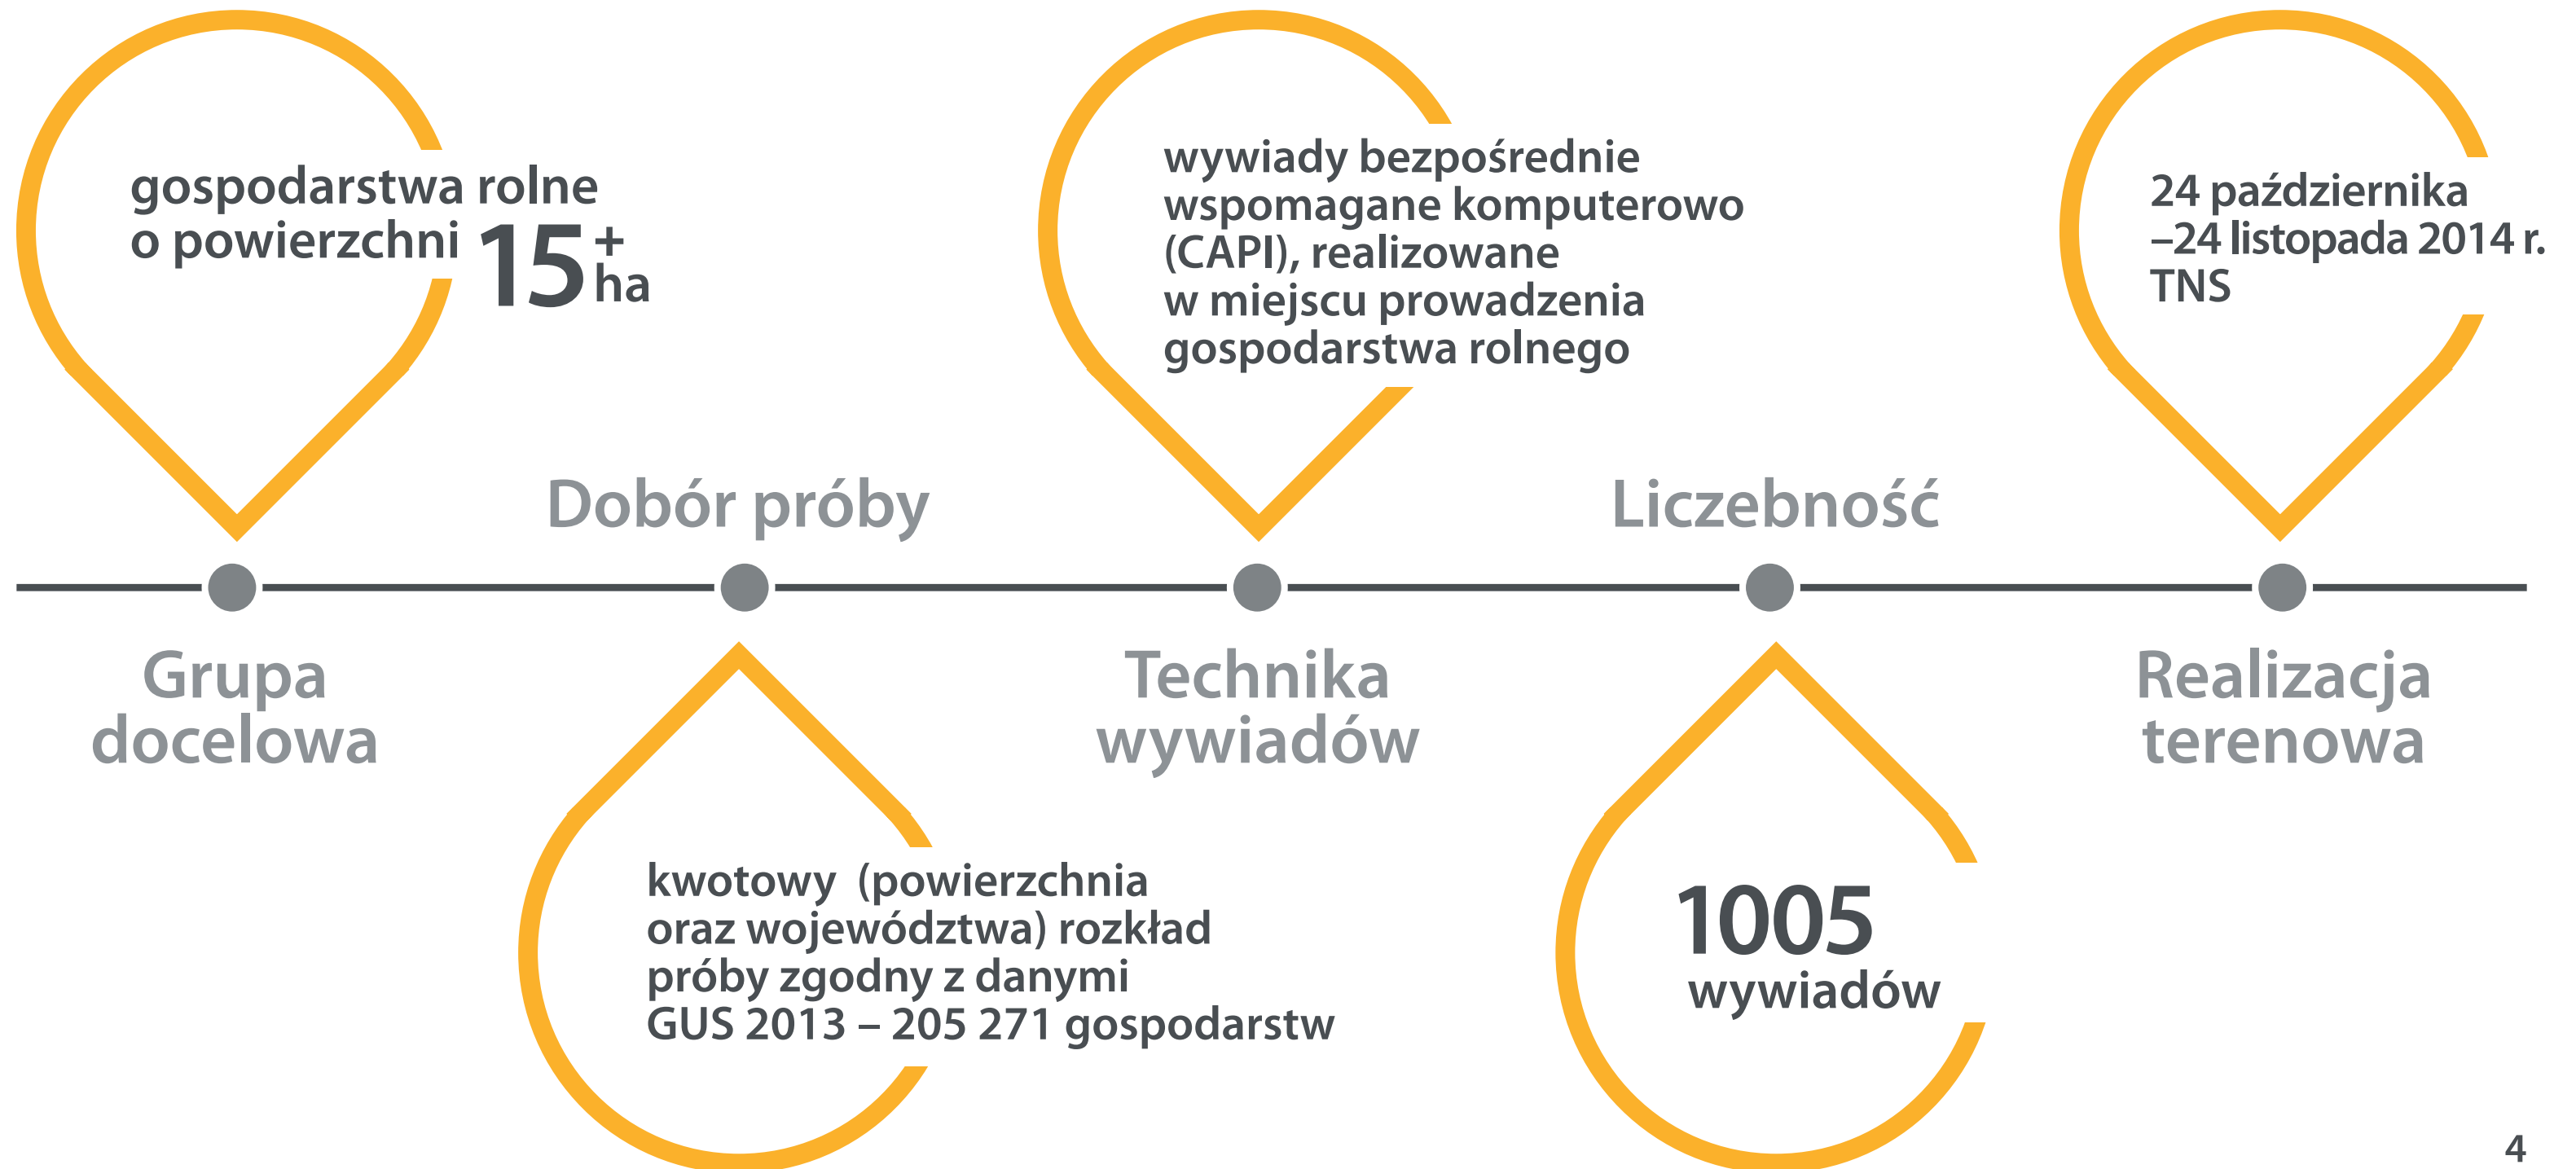 gospodarstwa rolne
o powierzchni 15+ ha
Grupa
docelowa
Dobór próby
kwotowy (powierzchnia
oraz województwa) rozkład
próby zgodny z danymi
GUS 2013 – 205 271 gospodarstw
wywiady bezpośrednie
wspomagane komputerowo
(CAPI), realizowane
w miejscu prowadzenia
gospodarstwa rolnego
Technika
wywiadów
Liczebność
1005
wywiadów
24 października
–24 listopada 2014 r.
TNS
Realizacja
terenowa
4